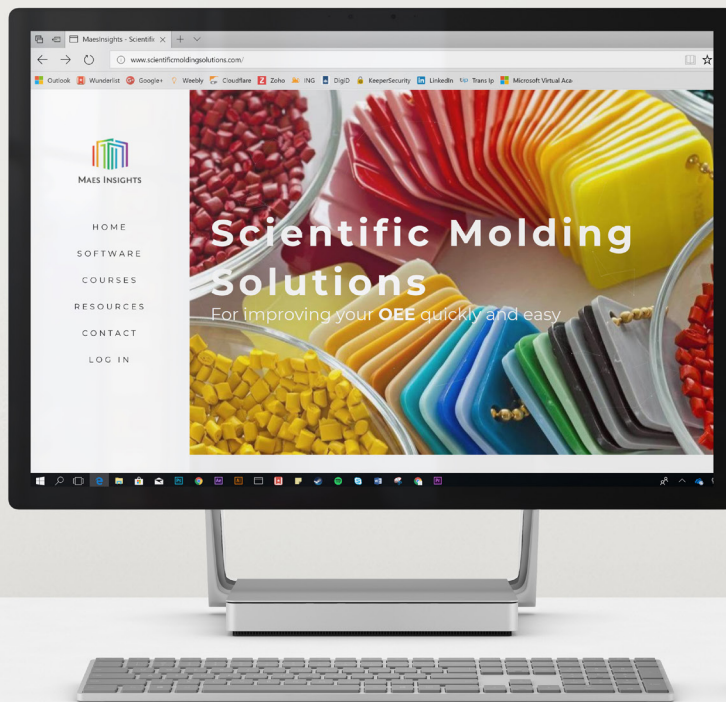 MaesInsights - Scientific
www.scientificmoldingsolutions.com/
Outlook Wunderlist Google+ Weebly Cloudflare Zoho ING DigiD KeeperSecurity LinkedIn Trans Ip Microsoft Virtual Aca
MAES INSIGHTS
HOME
SOFTWARE
COURSES
RESOURCES
CONTACT
LOG IN
Scientific Molding
Solutions
For improving your OEE quickly and easy